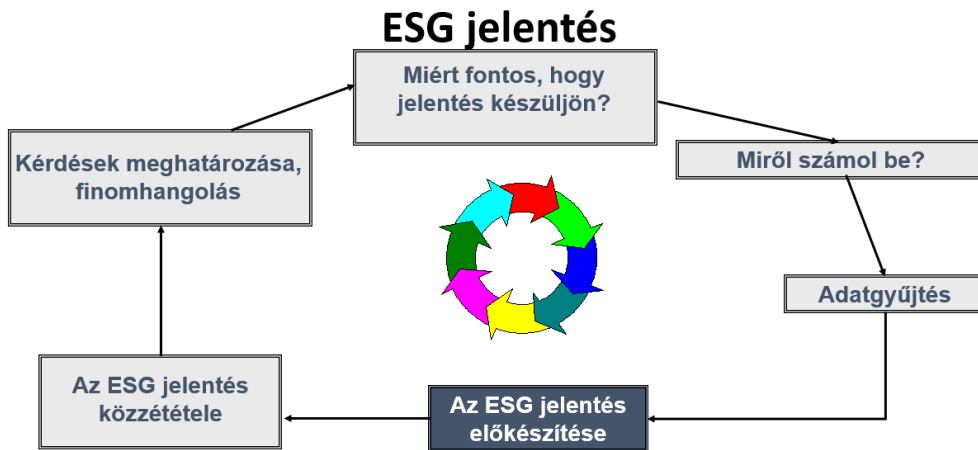 ESG jelentés
Miért fontos, hogy
jelentés készüljön?
Miről számol be?
Adatgyűjtés
Az ESG jelentés
előkészítése
Az ESG jelentés
közzététele
Kérdések meghatározása,
finomhangolás